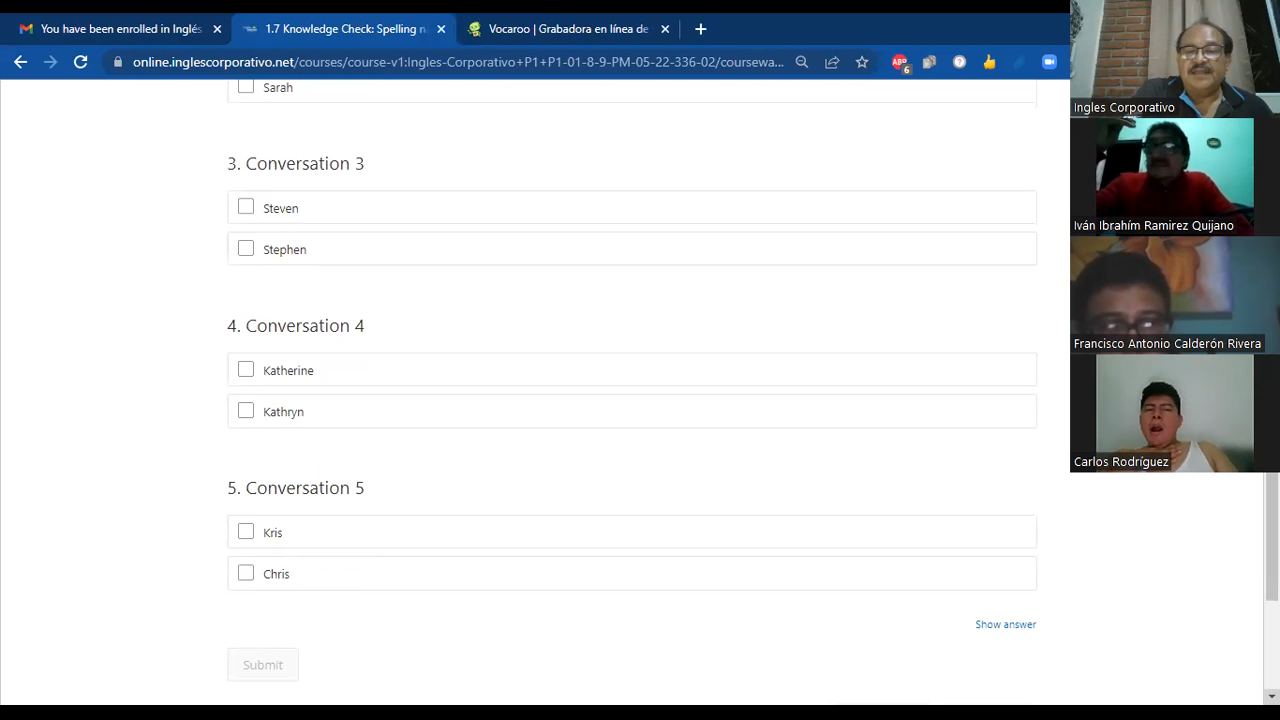 You have been enrolled in Inglés
1.7 Knowledge Check: Spelling
Vocaroo | Grabadora en línea de
online.inglescorporativo.net/courses/course-v1:Ingles-Corporativo+P1+P1-01-8-9-PM-05-22-336-02/coursewa...
ABP
6
Sarah
3. Conversation 3
Steven
Stephen
4. Conversation 4
Katherine
Kathryn
5. Conversation 5
Kris
Chris
Show answer
Submit
Ingles Corporativo
Iván Ibrahím Ramirez Quijano
Francisco Antonio Calderón Rivera
Carlos Rodríguez